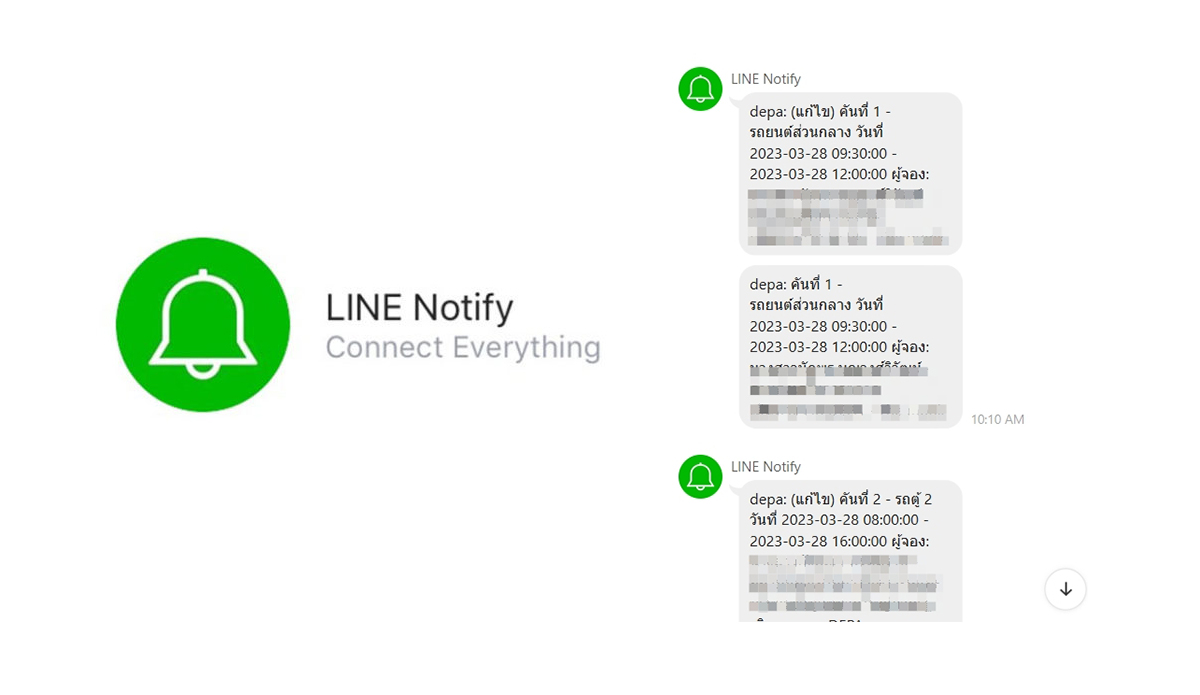 LINE Notify
Connect Everything
LINE Notify
depa: (แก้ไข) คันที่ 1 -
รถยนต์ส่วนกลาง วันที่
2023-03-28 09:30:00 -
2023-03-28 12:00:00 ผู้จอง:
depa: คันที่ 1 -
รถยนต์ส่วนกลาง วันที่
2023-03-28 09:30:00 -
2023-03-28 12:00:00 ผู้จอง:
10:10 AM
LINE Notify
depa: (แก้ไข) คันที่ 2 - รถตู้ 2
วันที่ 2023-03-28 08:00:00 -
2023-03-28 16:00:00 ผู้จอง: